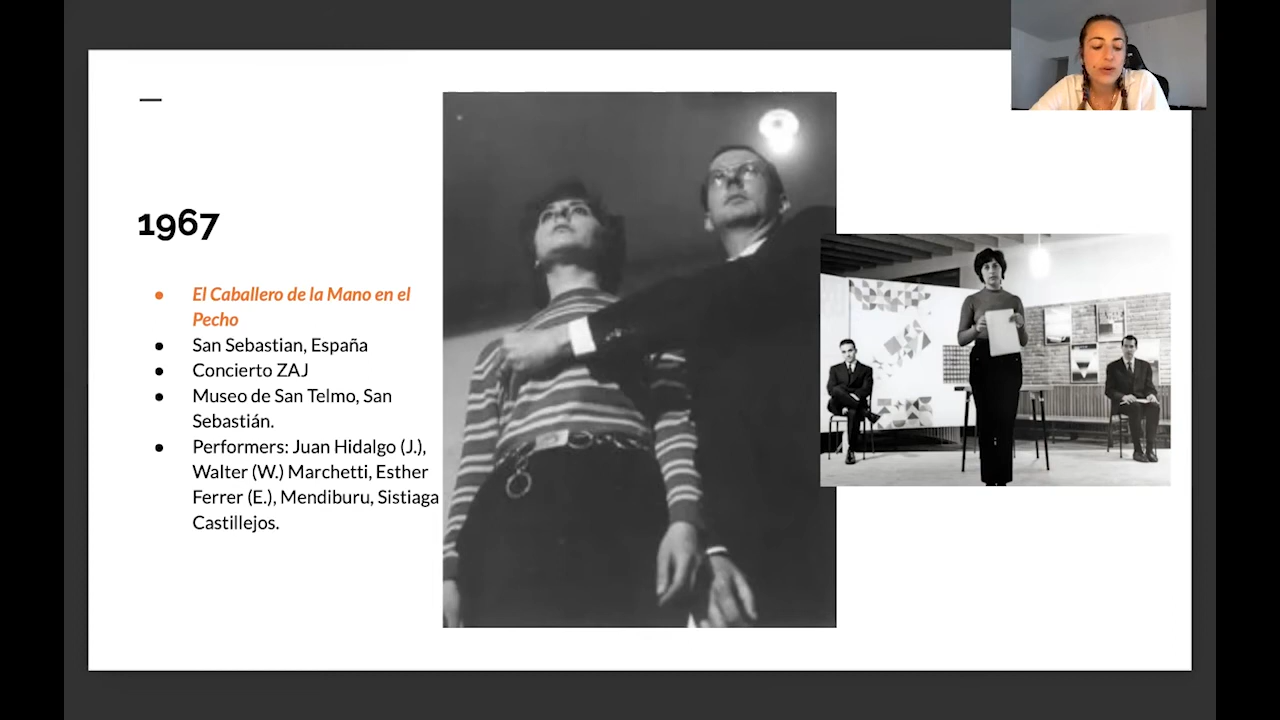 1967
El Caballero de la Mano en el
Pecho
San Sebastian, España
Concierto ZAJ
Museo de San Telmo, San
Sebastián.
Performers: Juan Hidalgo (J.),
Walter (W.) Marchetti, Esther
Ferrer (E.), Mendiburu, Sistiaga
Castillejos.